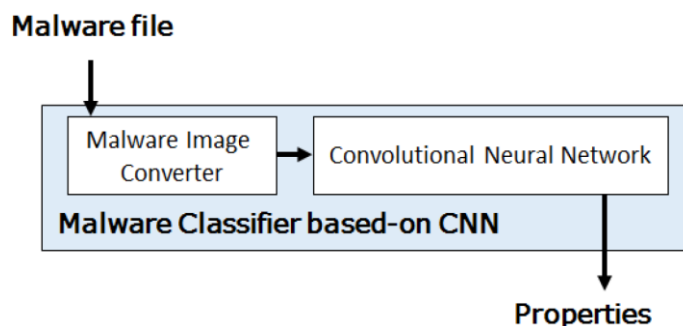 Malware file
Malware Image
Converter
Convolutional Neural Network
Malware Classifier based-on CNN
Properties